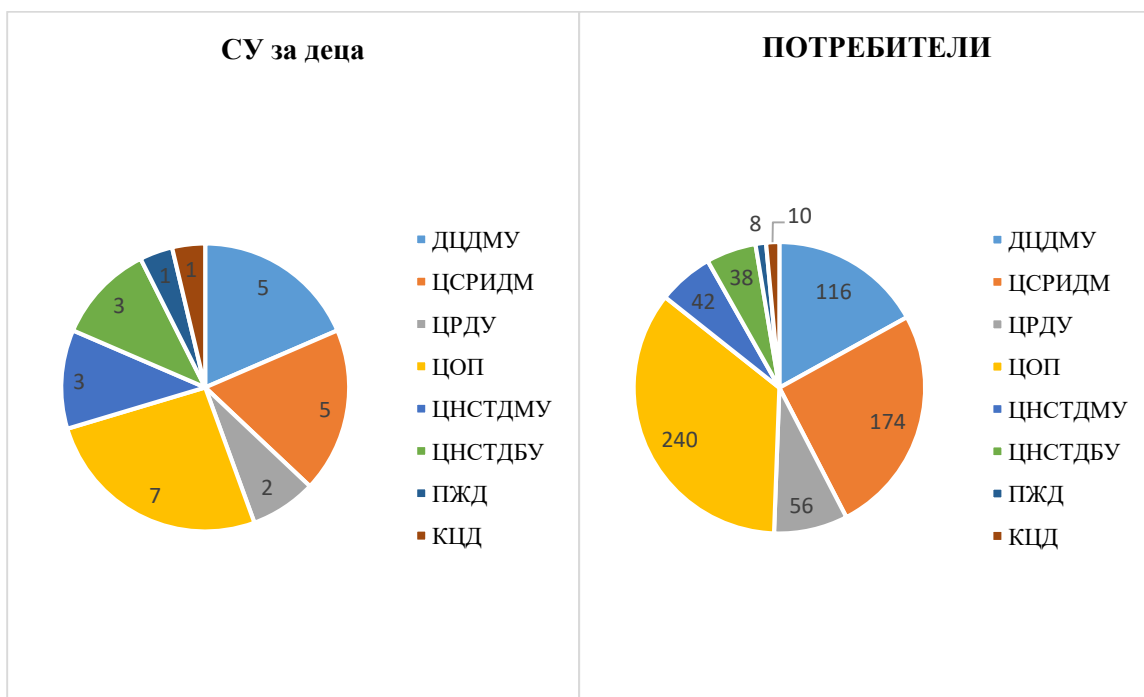 СУ за деца
5
5
2
7
3
3
1
1
ДЦДМУ
ЦСРИДМ
ЦРДУ
ЦОП
ЦНСТДМУ
ЦНСТДБУ
ПЖД
КЦД
ПОТРЕБИТЕЛИ
116
174
56
240
42
38
8
10
ДЦДМУ
ЦСРИДМ
ЦРДУ
ЦОП
ЦНСТДМУ
ЦНСТДБУ
ПЖД
КЦД